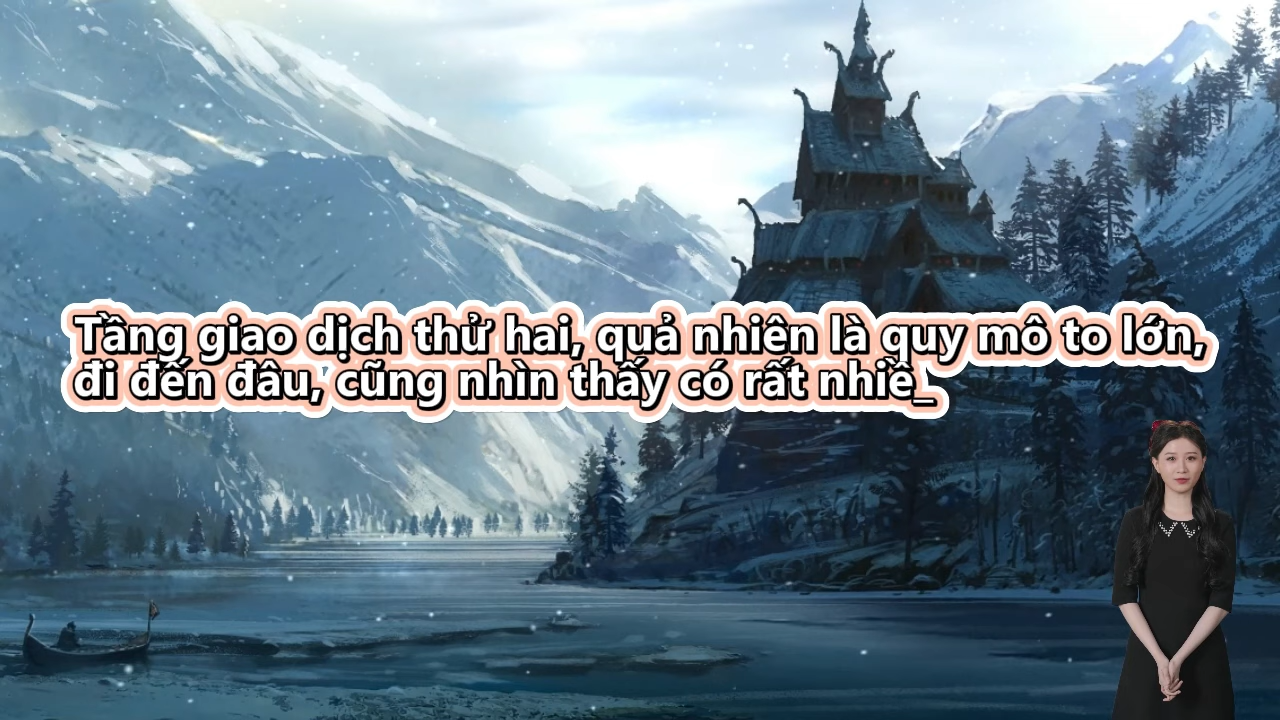 Tầng giao dịch thử hai, quả nhiên là quy mô to lớn,
đi đến đâu, cũng nhìn thấy có rất nhiề_